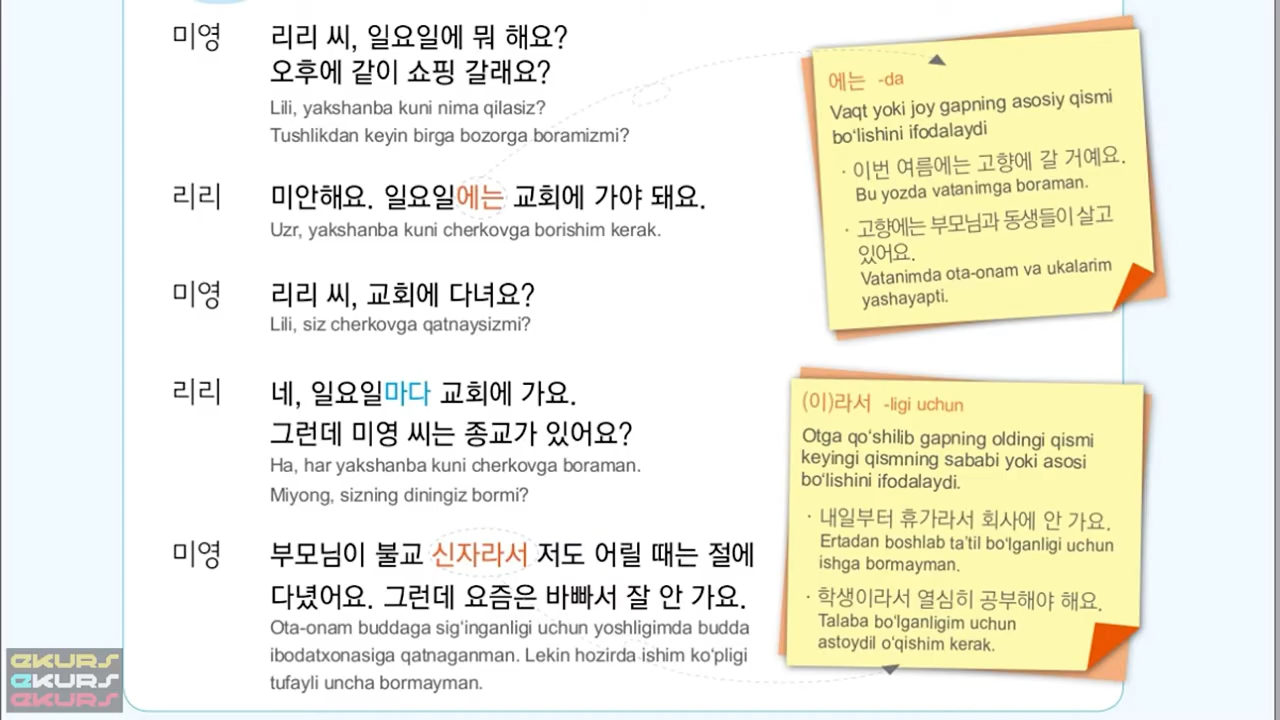 미영
리리 씨, 일요일에 뭐 해요?
오후에 같이 쇼핑 갈래요?
Lili, yakshanba kuni nima qilasiz?
Tushlikdan keyin birga bozorga boramizmi?
리리
미안해요. 일요일에는 교회에 가야 돼요.
Uzr, yakshanba kuni cherkovga borishim kerak.
미영
리리 씨, 교회에 다녀요?
Lili, siz cherkovga qatnaysizmi?
리리
네, 일요일마다 교회에 가요.
그런데 미영 씨는 종교가 있어요?
Ha, har yakshanba kuni cherkovga boraman.
Miyong, sizning diningiz bormi?
미영
부모님이 불교 신자라서 저도 어릴 때는 절에
다녔어요. 그런데 요즘은 바빠서 잘 안 가요.
Ota-onam buddaga sig‘inganligi uchun yoshligimda budda
ibodatxonasiga qatnaganman. Lekin hozirda ishim ko‘pligi
tufayli uncha bormayman.
에는 -da
Vaqt yoki joy gapning asosiy qismi
bo‘lishini ifodalaydi
· 이번 여름에는 고향에 갈 거예요.
Bu yozda vatanimga boraman.
· 고향에는 부모님과 동생들이 살고
있어요.
Vatanimda ota-onam va ukalarim
yashayapti.
(이)라서 -ligi uchun
Otga qo‘shilib gapning oldingi qismi
keyingi qismning sababi yoki asosi
bo‘lishini ifodalaydi.
· 내일부터 휴가라서 회사에 안 가요.
Ertadan boshlab ta’til bo‘lganligi uchun
ishga bormayman.
· 학생이라서 열심히 공부해야 해요.
Talaba bo‘lganligim uchun
astoydil o‘qishim kerak.
EKURS
EKURS
EKURS